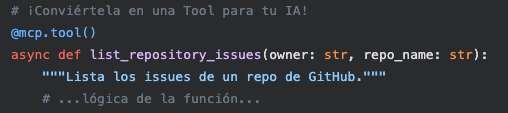 # ¡Conviértela en una Tool para tu IA!
@mcp.tool()
async def list_repository_issues(owner: str, repo_name: str):
    """Lista los issues de un repo de GitHub."""
    # ...lógica de la función...